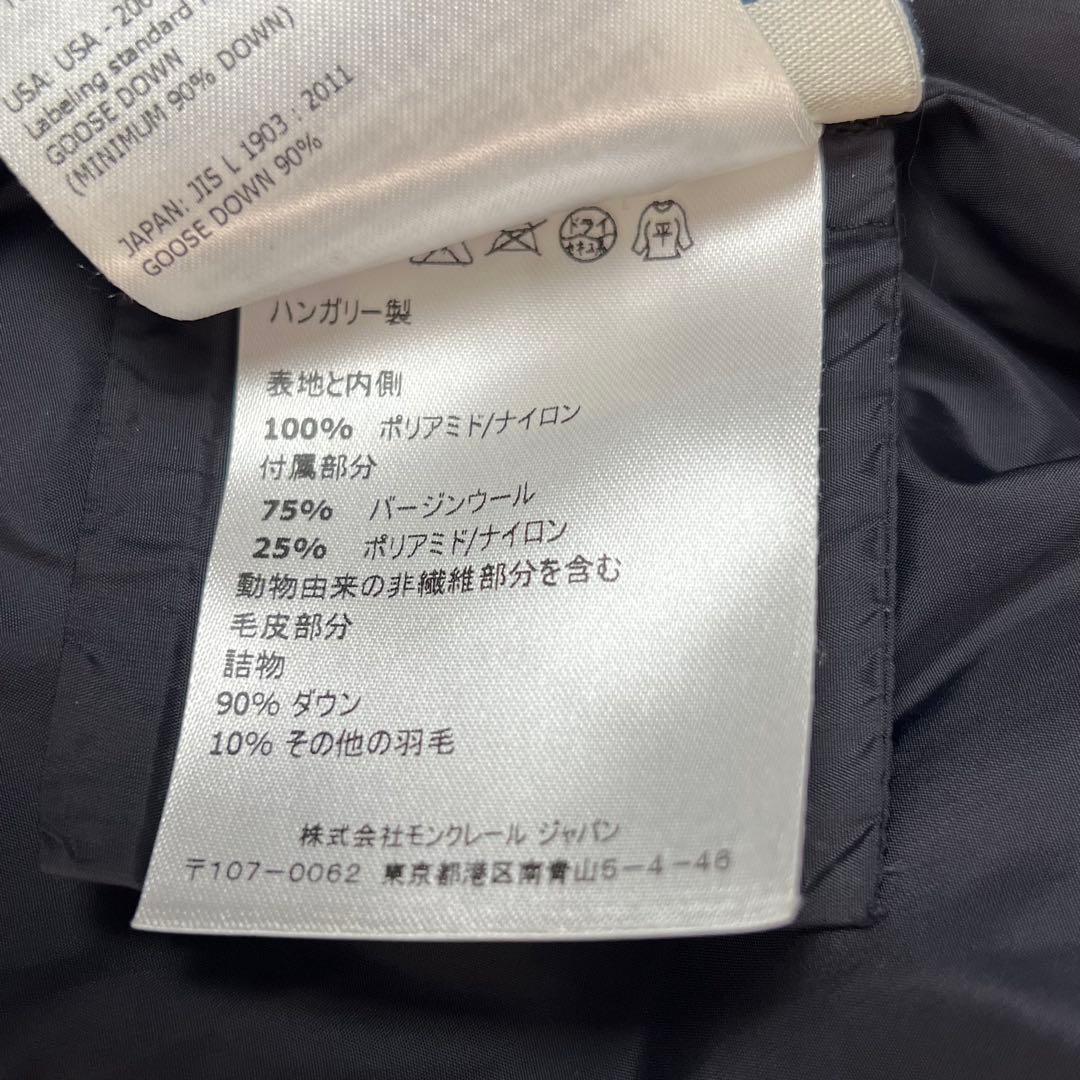 USA: USA - 200
Labeling standard
GOOSE DOWN
(MINIMUM 90% DOWN)
JAPAN: JIS L 1903 : 2011
GOOSE DOWN 90%
ドライ 平
ハンガリー製
表地と内側
100% ポリアミド/ナイロン
付属部分
75% バージンウール
25% ポリアミド/ナイロン
動物由来の非繊維部分を含む
毛皮部分
詰物
90% ダウン
10% その他の羽毛
株式会社モンクレール ジャパン
〒107-0062 東京都港区南青山5-4-46